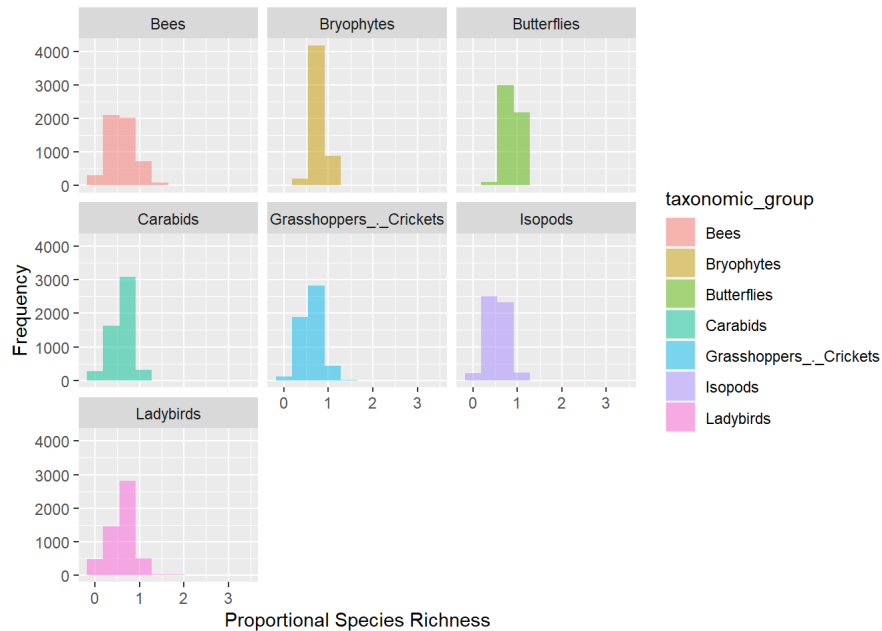 Bees Bryophytes Butterflies
4000
3000
2000
1000
0
Carabids Grasshoppers_._Crickets Isopods
4000
3000
2000
1000
0
0 1 2 3 0 1 2 3
Ladybirds
4000
3000
2000
1000
0
0 1 2 3
Proportional Species Richness
Frequency
taxonomic_group
Bees
Bryophytes
Butterflies
Carabids
Grasshoppers_._Crickets
Isopods
Ladybirds